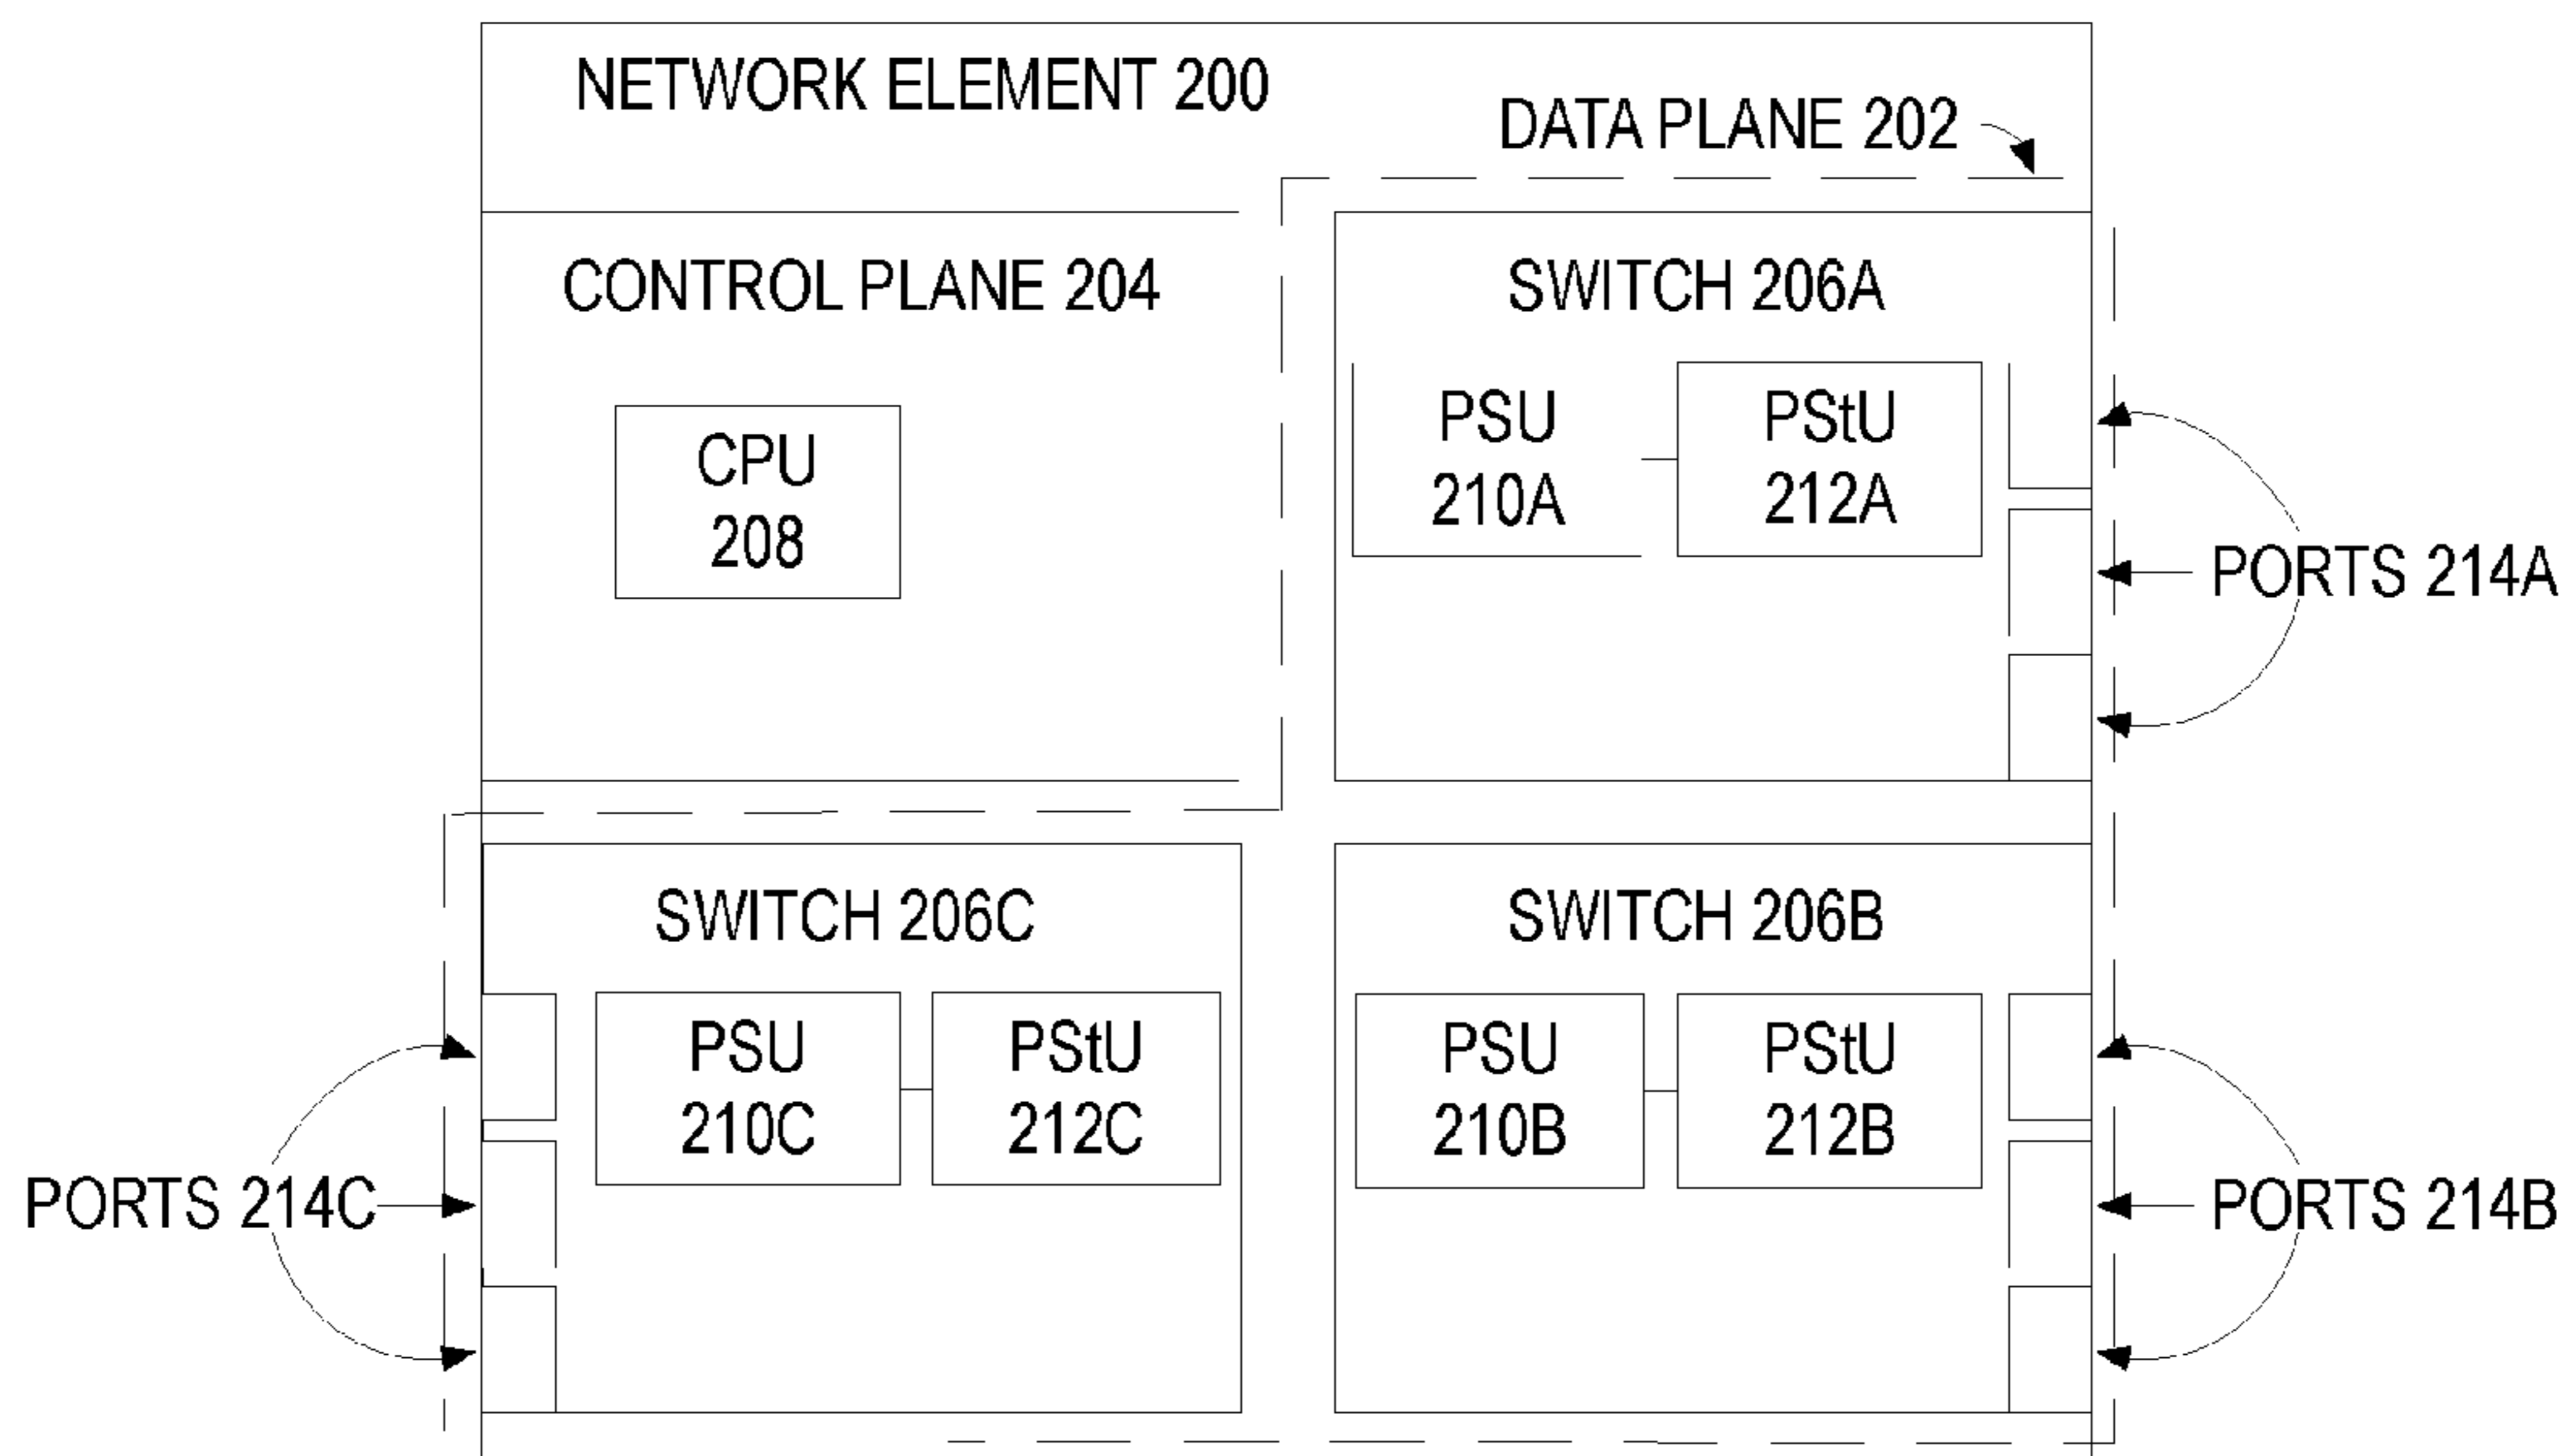 NETWORK ELEMENT 200
DATA PLANE 202
CONTROL PLANE 204
CPU
208
SWITCH 206A
PSU
210A
PStU
212A
PORTS 214A
SWITCH 206C
PSU
210C
PStU
212C
PORTS 214C
SWITCH 206B
PSU
210B
PStU
212B
PORTS 214B